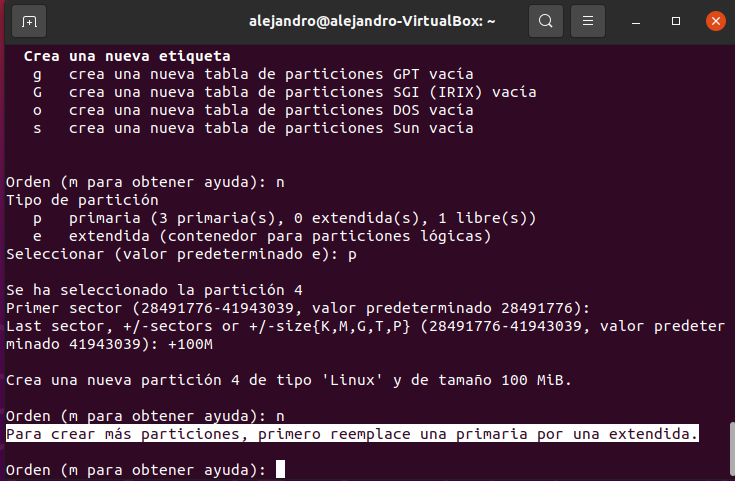 alejandro@alejandro-VirtualBox: ~
Crea una nueva etiqueta
g   crea una nueva tabla de particiones GPT vacía
G   crea una nueva tabla de particiones SGI (IRIX) vacía
o   crea una nueva tabla de particiones DOS vacía
s   crea una nueva tabla de particiones Sun vacía
Orden (m para obtener ayuda): n
Tipo de partición
p   primaria (3 primaria(s), 0 extendida(s), 1 libre(s))
e   extendida (contenedor para particiones lógicas)
Seleccionar (valor predeterminado e): p
Se ha seleccionado la partición 4
Primer sector (28491776-41943039, valor predeterminado 28491776):
Last sector, +/-sectors or +/-size{K,M,G,T,P} (28491776-41943039, valor predeter
minado 41943039): +100M
Crea una nueva partición 4 de tipo 'Linux' y de tamaño 100 MiB.
Orden (m para obtener ayuda): n
Para crear más particiones, primero reemplace una primaria por una extendida.
Orden (m para obtener ayuda):